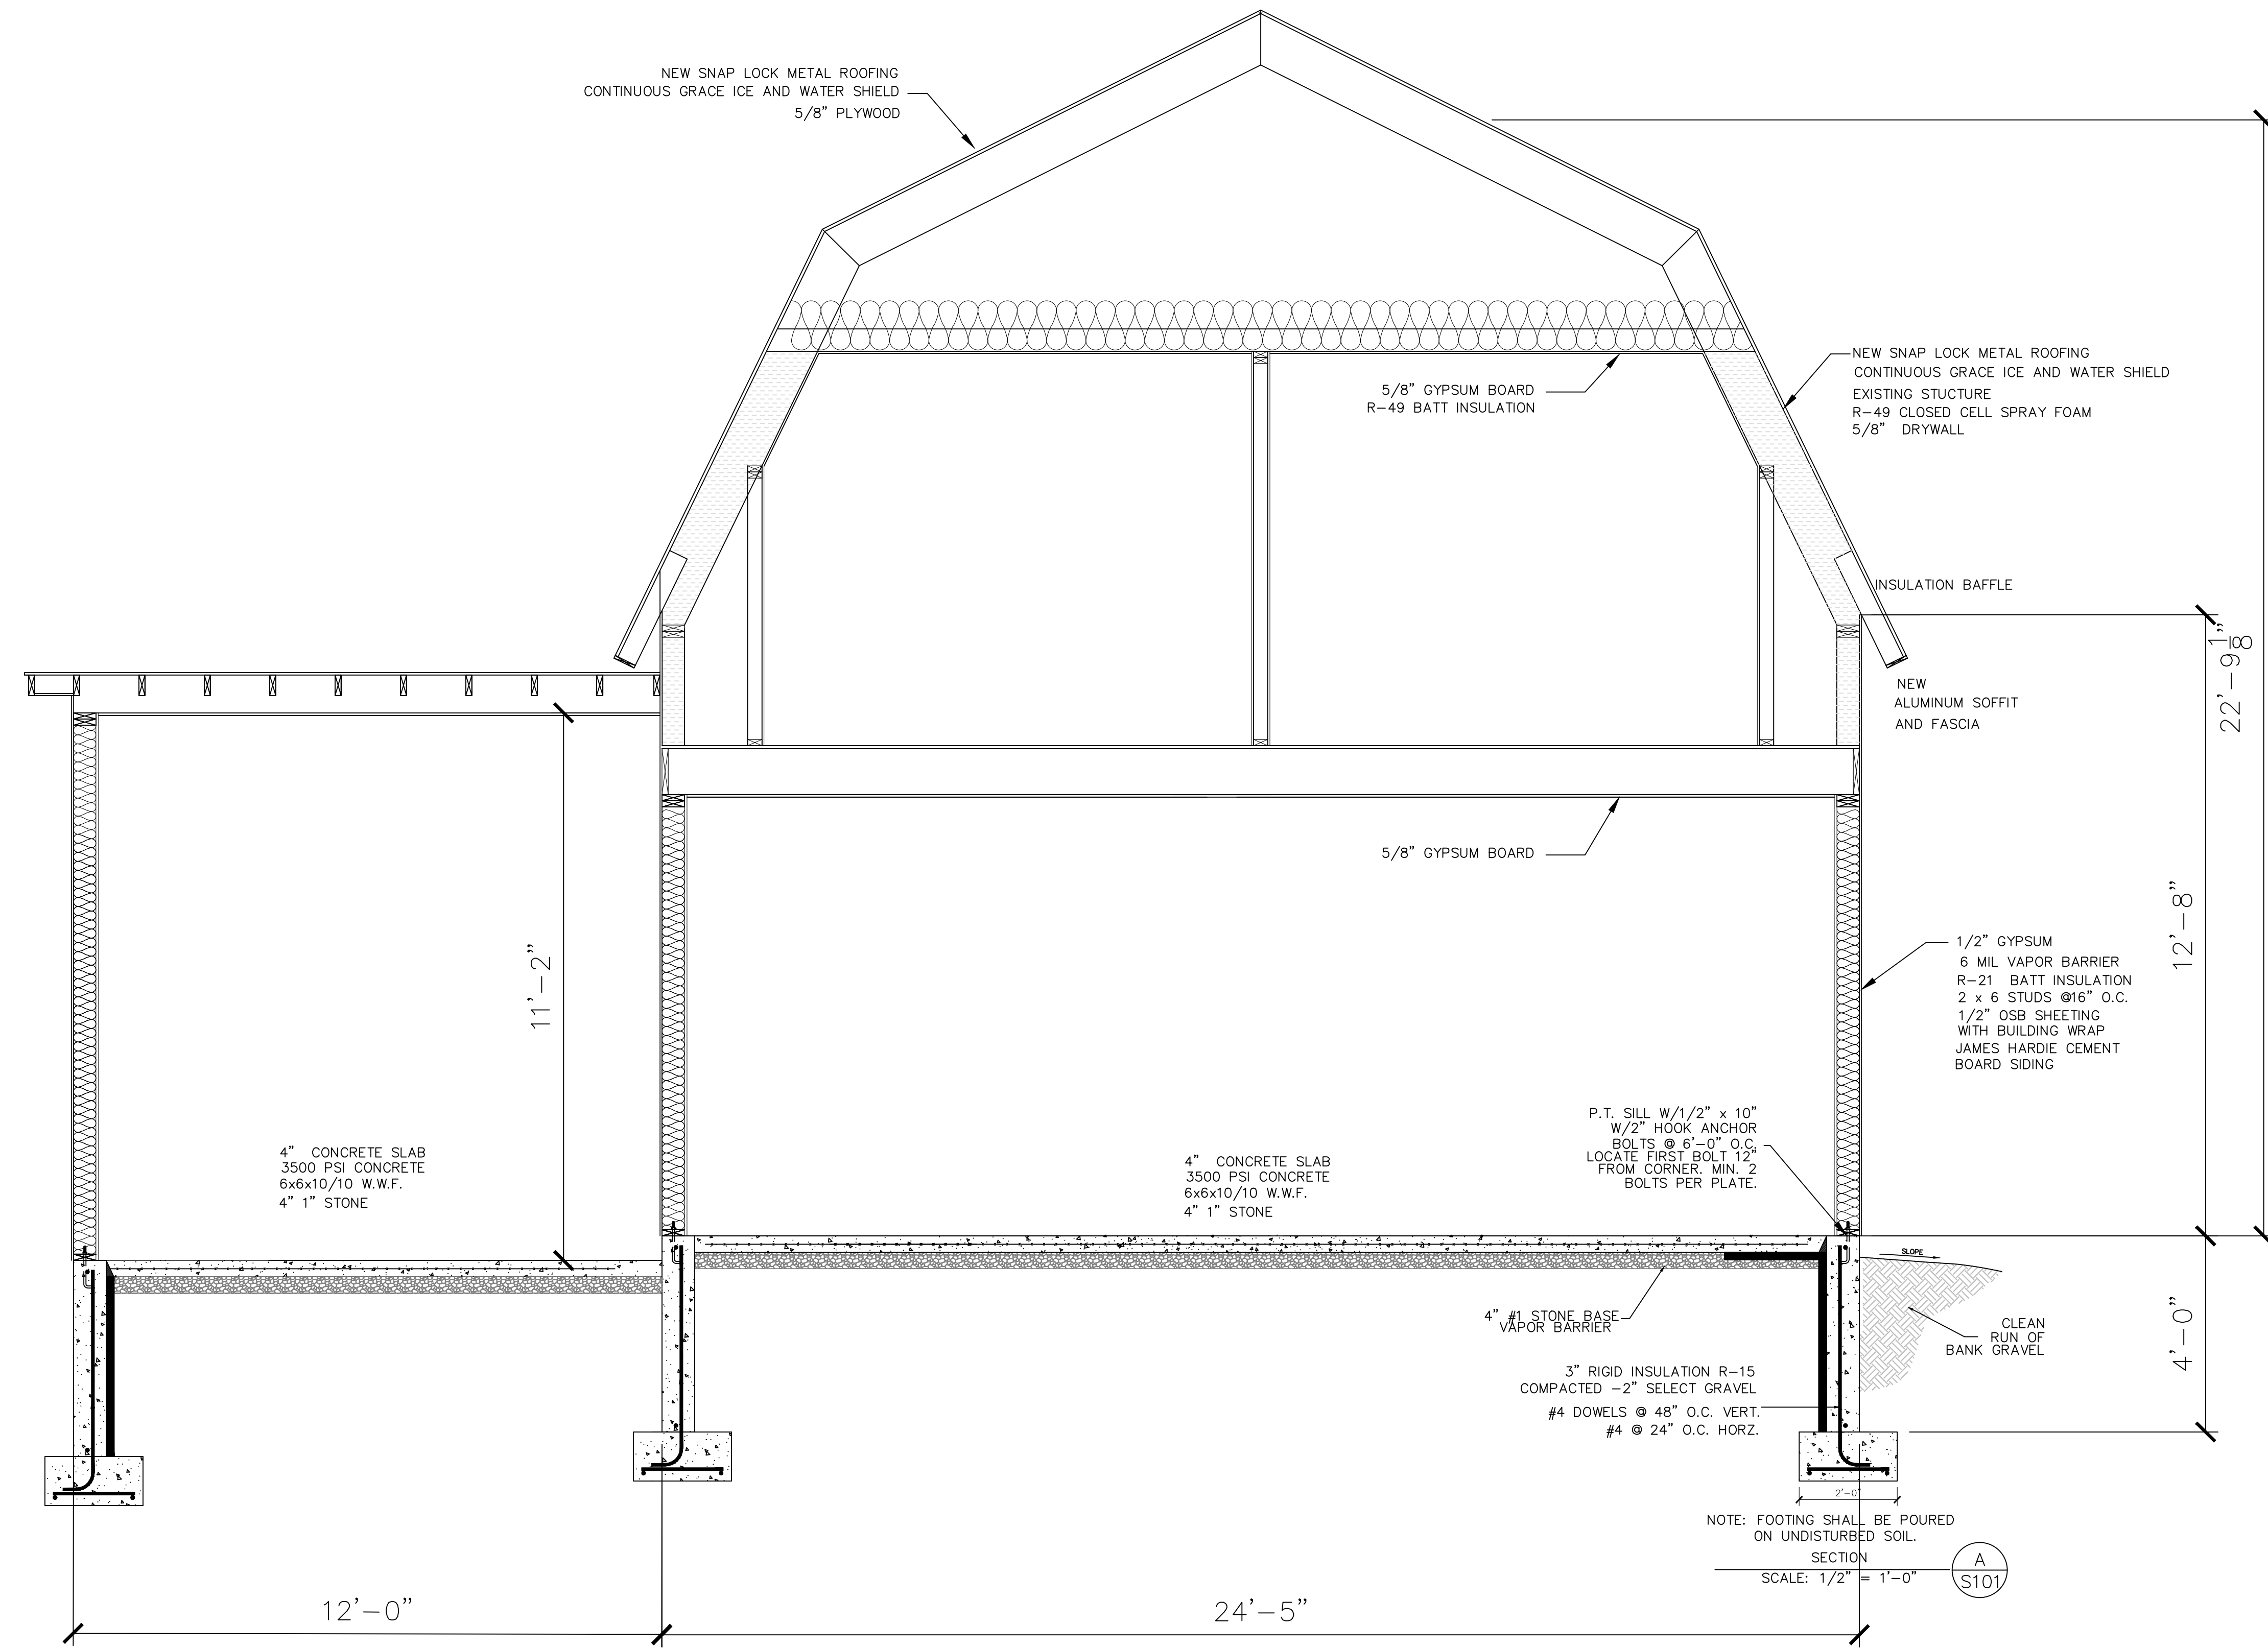 NEW SNAP LOCK METAL ROOFING
CONTINUOUS GRACE ICE AND WATER SHIELD
5/8" PLYWOOD
NEW SNAP LOCK METAL ROOFING
CONTINUOUS GRACE ICE AND WATER SHIELD
EXISTING STUCTURE
R-49 CLOSED CELL SPRAY FOAM
5/8" DRYWALL
5/8" GYPSUM BOARD
R-49 BATT INSULATION
INSULATION BAFFLE
22'-9 1/8"
NEW
ALUMINUM SOFFIT
AND FASCIA
5/8" GYPSUM BOARD
11'-2"
12'-8"
1/2" GYPSUM
6 MIL VAPOR BARRIER
R-21 BATT INSULATION
2 x 6 STUDS @16" O.C.
1/2" OSB SHEETING
WITH BUILDING WRAP
JAMES HARDIE CEMENT
BOARD SIDING
P.T. SILL W/1/2" x 10"
W/2" HOOK ANCHOR
BOLTS @ 6'-0" O.C.
LOCATE FIRST BOLT 12"
FROM CORNER. MIN. 2
BOLTS PER PLATE.
4" CONCRETE SLAB
3500 PSI CONCRETE
6x6x10/10 W.W.F.
4" 1" STONE
4" CONCRETE SLAB
3500 PSI CONCRETE
6x6x10/10 W.W.F.
4" 1" STONE
SLOPE
4" #1 STONE BASE
VAPOR BARRIER
CLEAN
RUN OF
BANK GRAVEL
4'-0"
3" RIGID INSULATION R-15
COMPACTED -2" SELECT GRAVEL
#4 DOWELS @ 48" O.C. VERT.
#4 @ 24" O.C. HORZ.
2'-0"
NOTE: FOOTING SHALL BE POURED
ON UNDISTURBED SOIL.
SECTION
SCALE: 1/2" = 1'-0"
A
S101
12'-0"
24'-5"